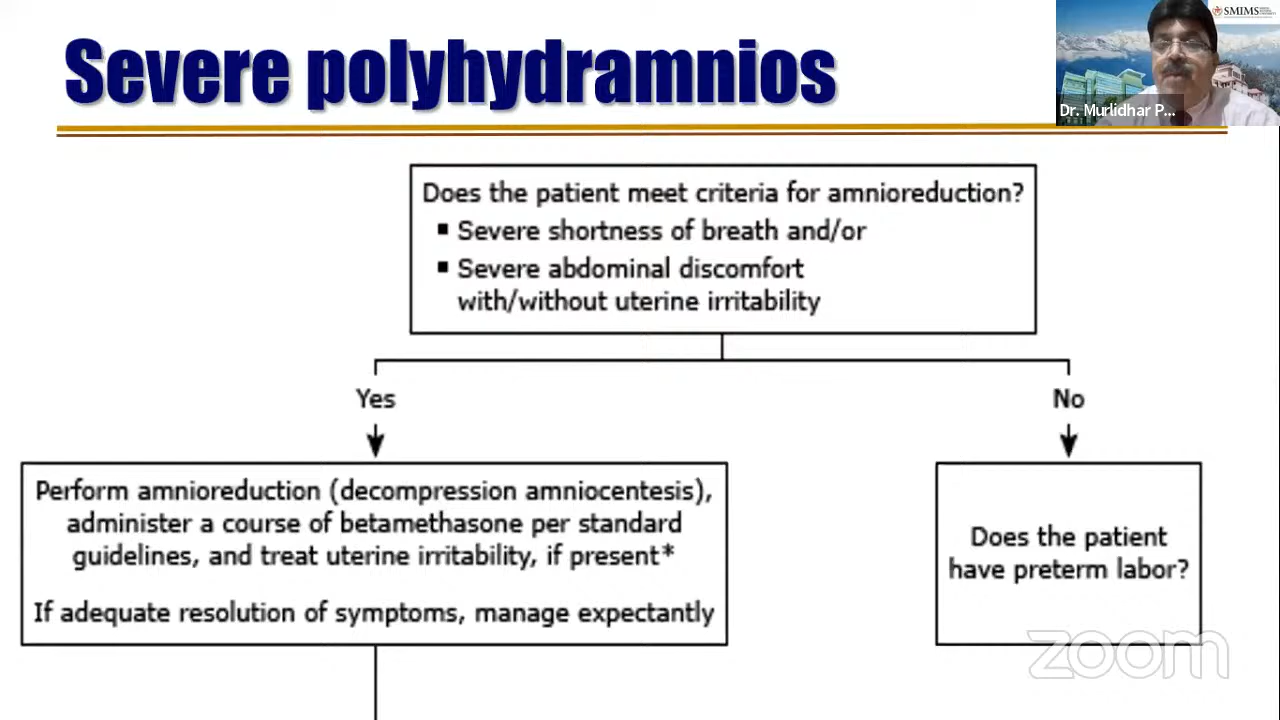 Severe polyhydramnios
SMIMS
Dr. Murlidhar P...
Does the patient meet criteria for amnioreduction?
▪ Severe shortness of breath and/or
▪ Severe abdominal discomfort
with/without uterine irritability
Yes
No
Perform amnioreduction (decompression amniocentesis),
administer a course of betamethasone per standard
guidelines, and treat uterine irritability, if present*
If adequate resolution of symptoms, manage expectantly
Does the patient
have preterm labor?
zoom